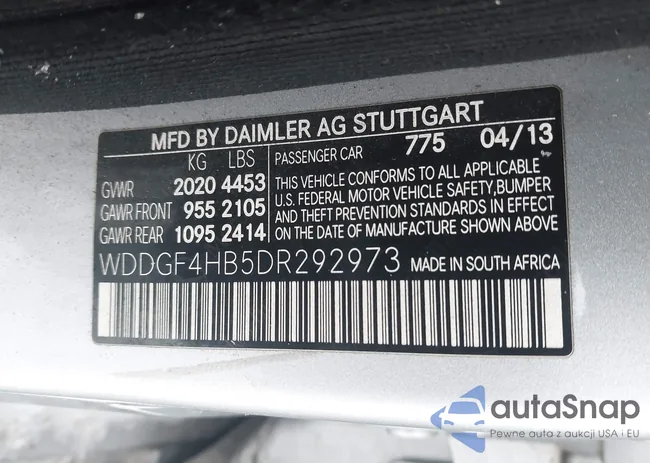 MFD BY DAIMLER AG STUTTGART
KG LBS
GVWR 2020 4453
GAWR FRONT 955 2105
GAWR REAR 1095 2414
PASSENGER CAR 775 04/13
THIS VEHICLE CONFORMS TO ALL APPLICABLE
U.S. FEDERAL MOTOR VEHICLE SAFETY, BUMPER
AND THEFT PREVENTION STANDARDS IN EFFECT
ON DATE OF MANUFACTURE SHOWN ABOVE.
WDDGF4HB5DR292973 MADE IN SOUTH AFRICA
autoSnap
Pewne auta z aukcji USA i EU